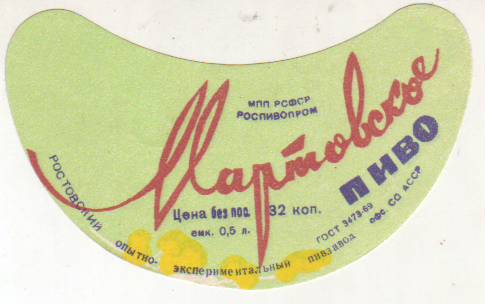 МПП РСФСР
РОСПИВОПРОМ
Мартовское
ПИВО
Цена без пос. 32 коп.
емк. 0,5 л.
ГОСТ 3473-69
ОФС. СО АССР
РОСТОВСКИЙ ОПЫТНО-ЭКСПЕРИМЕНТАЛЬНЫЙ ПИВЗАВОД